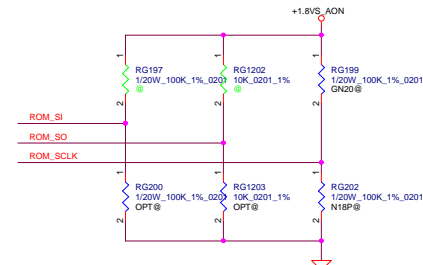 +1.8VS_AON
1
1
1
RG197
1/20W_100K_1%_0201
@
RG1202
10K_0201_1%
@
RG199
1/20W_100K_1%_0201
GN20@
2
2
2
ROM_SI
ROM_SO
ROM_SCLK
1
1
1
RG200
1/20W_100K_1%_0201
OPT@
RG1203
10K_0201_1%
OPT@
RG202
1/20W_100K_1%_0201
N18P@
2
2
2